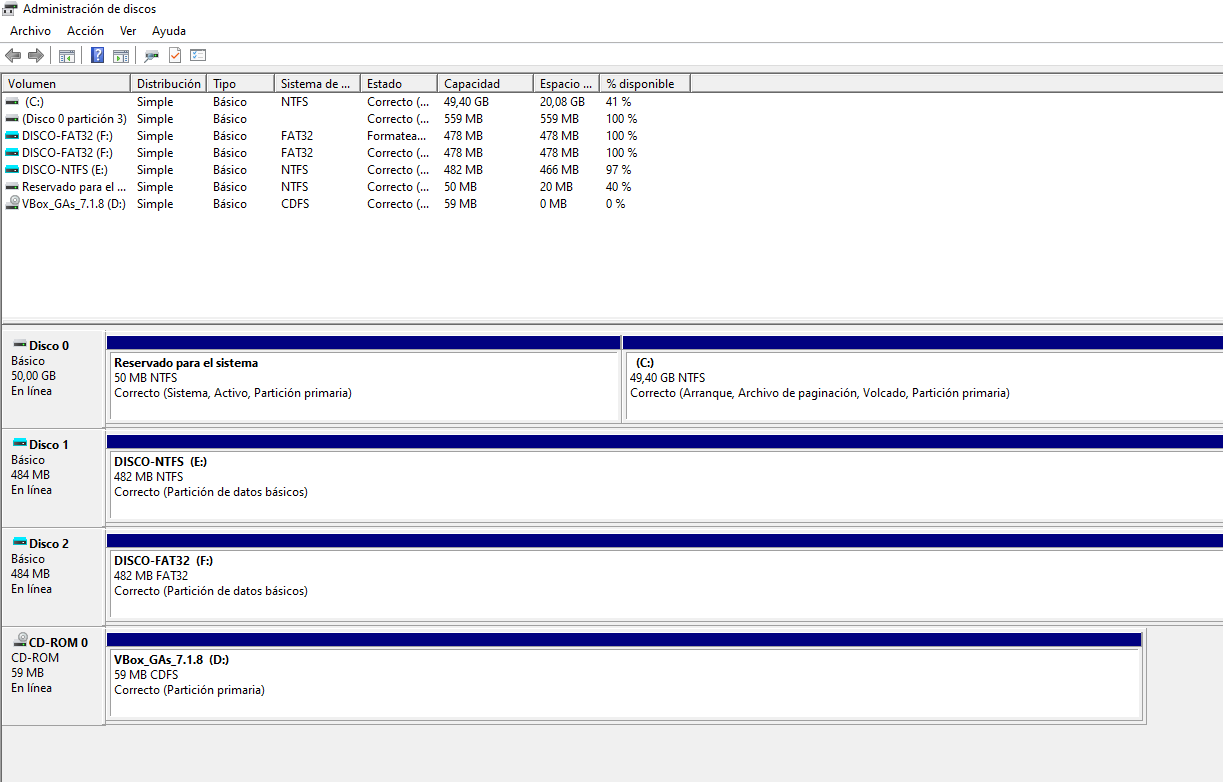 Administración de discos
Archivo Acción Ver Ayuda
Volumen Distribución Tipo Sistema de ... Estado Capacidad Espacio ... % disponible
(C:) Simple Básico NTFS Correcto (... 49,40 GB 20,08 GB 41 %
(Disco 0 partición 3) Simple Básico Correcto (... 559 MB 559 MB 100 %
DISCO-FAT32 (F:) Simple Básico FAT32 Formatea... 478 MB 478 MB 100 %
DISCO-FAT32 (F:) Simple Básico FAT32 Correcto (... 478 MB 478 MB 100 %
DISCO-NTFS (E:) Simple Básico NTFS Correcto (... 482 MB 466 MB 97 %
Reservado para el ... Simple Básico NTFS Correcto (... 50 MB 20 MB 40 %
VBox_GAs_7.1.8 (D:) Simple Básico CDFS Correcto (... 59 MB 0 MB 0 %
Disco 0
Básico
50,00 GB
En línea
Reservado para el sistema
50 MB NTFS
Correcto (Sistema, Activo, Partición primaria)
(C:)
49,40 GB NTFS
Correcto (Arranque, Archivo de paginación, Volcado, Partición primaria)
Disco 1
Básico
484 MB
En línea
DISCO-NTFS (E:)
482 MB NTFS
Correcto (Partición de datos básicos)
Disco 2
Básico
484 MB
En línea
DISCO-FAT32 (F:)
482 MB FAT32
Correcto (Partición de datos básicos)
CD-ROM 0
CD-ROM
59 MB
En línea
VBox_GAs_7.1.8 (D:)
59 MB CDFS
Correcto (Partición primaria)